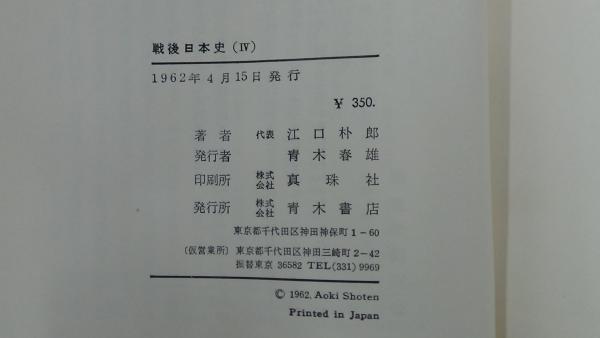 戦後日本史(Ⅳ)
1962年4月15日発行
¥ 350.
著者 代表 江口朴郎
発行者 青木春雄
印刷所 株式会社 真珠社
発行所 株式会社 青木書店
東京都千代田区神田神保町1-60
(仮営業所) 東京都千代田区神田三崎町2-42
振替東京 36582 TEL(331)9969
© 1962, Aoki Shoten
Printed in Japan